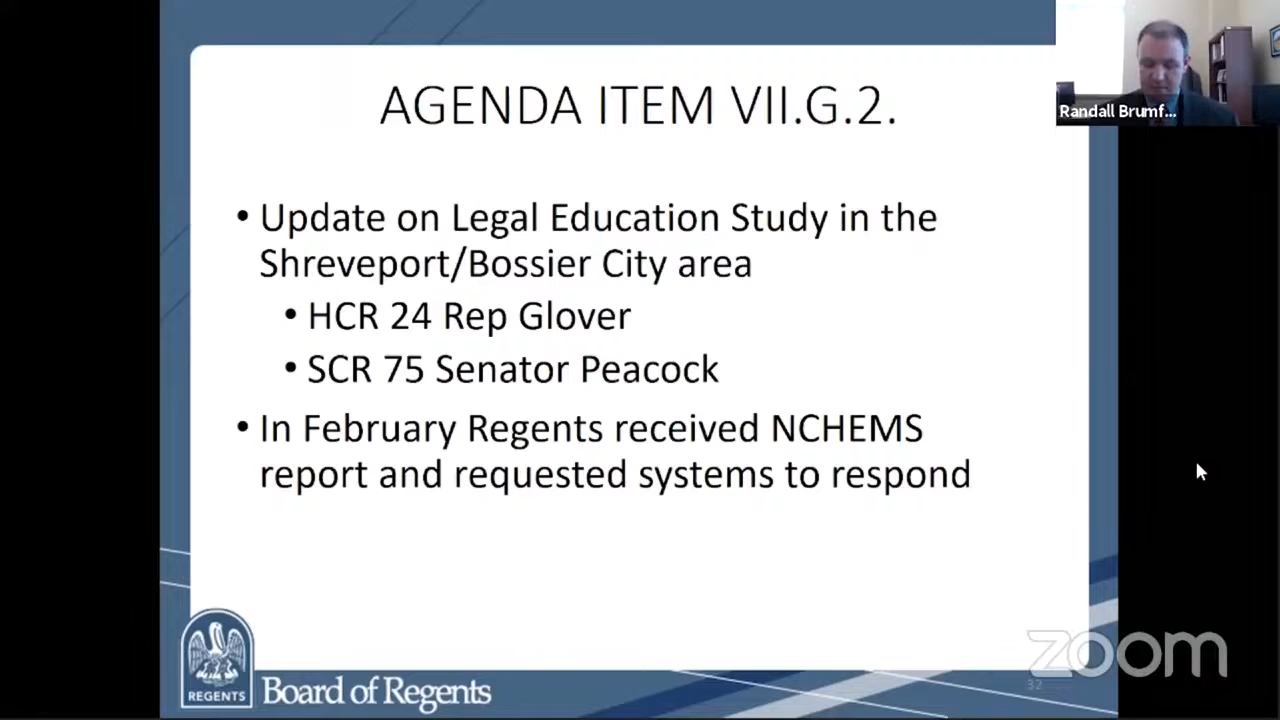 AGENDA ITEM VII.G.2.
Randall Brumf...
• Update on Legal Education Study in the
Shreveport/Bossier City area
• HCR 24 Rep Glover
• SCR 75 Senator Peacock
• In February Regents received NCHEMS
report and requested systems to respond
REGENTS
Board of Regents
zoom
32